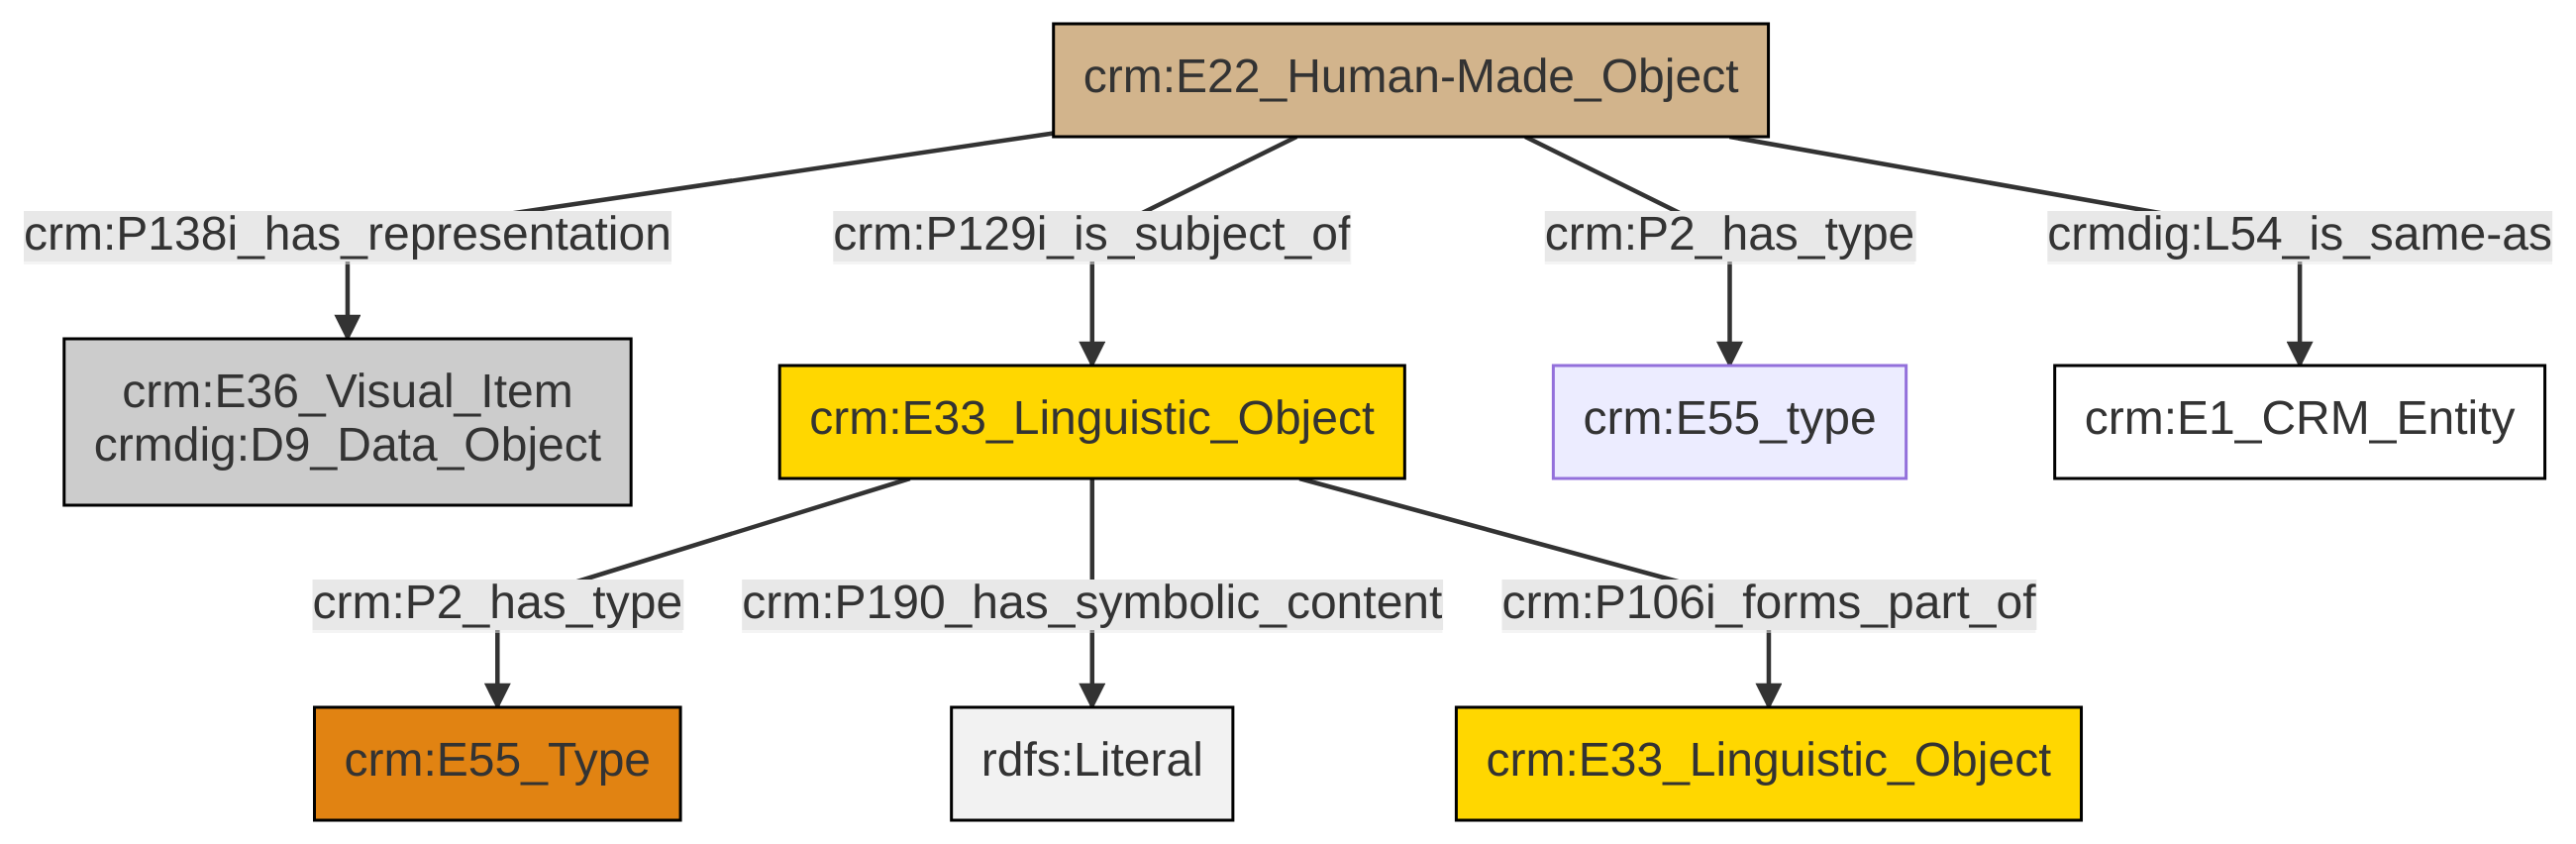 crm:E22_Human-Made_Object
crm:P138i_has_representation
crm:P129i_is_subject_of
crm:P2_has_type
crmdig:L54_is_same-as
crm:E36_Visual_Item
crmdig:D9_Data_Object
crm:E33_Linguistic_Object
crm:E55_type
crm:E1_CRM_Entity
crm:P2_has_type
crm:P190_has_symbolic_content
crm:P106i_forms_part_of
crm:E55_Type
rdfs:Literal
crm:E33_Linguistic_Object